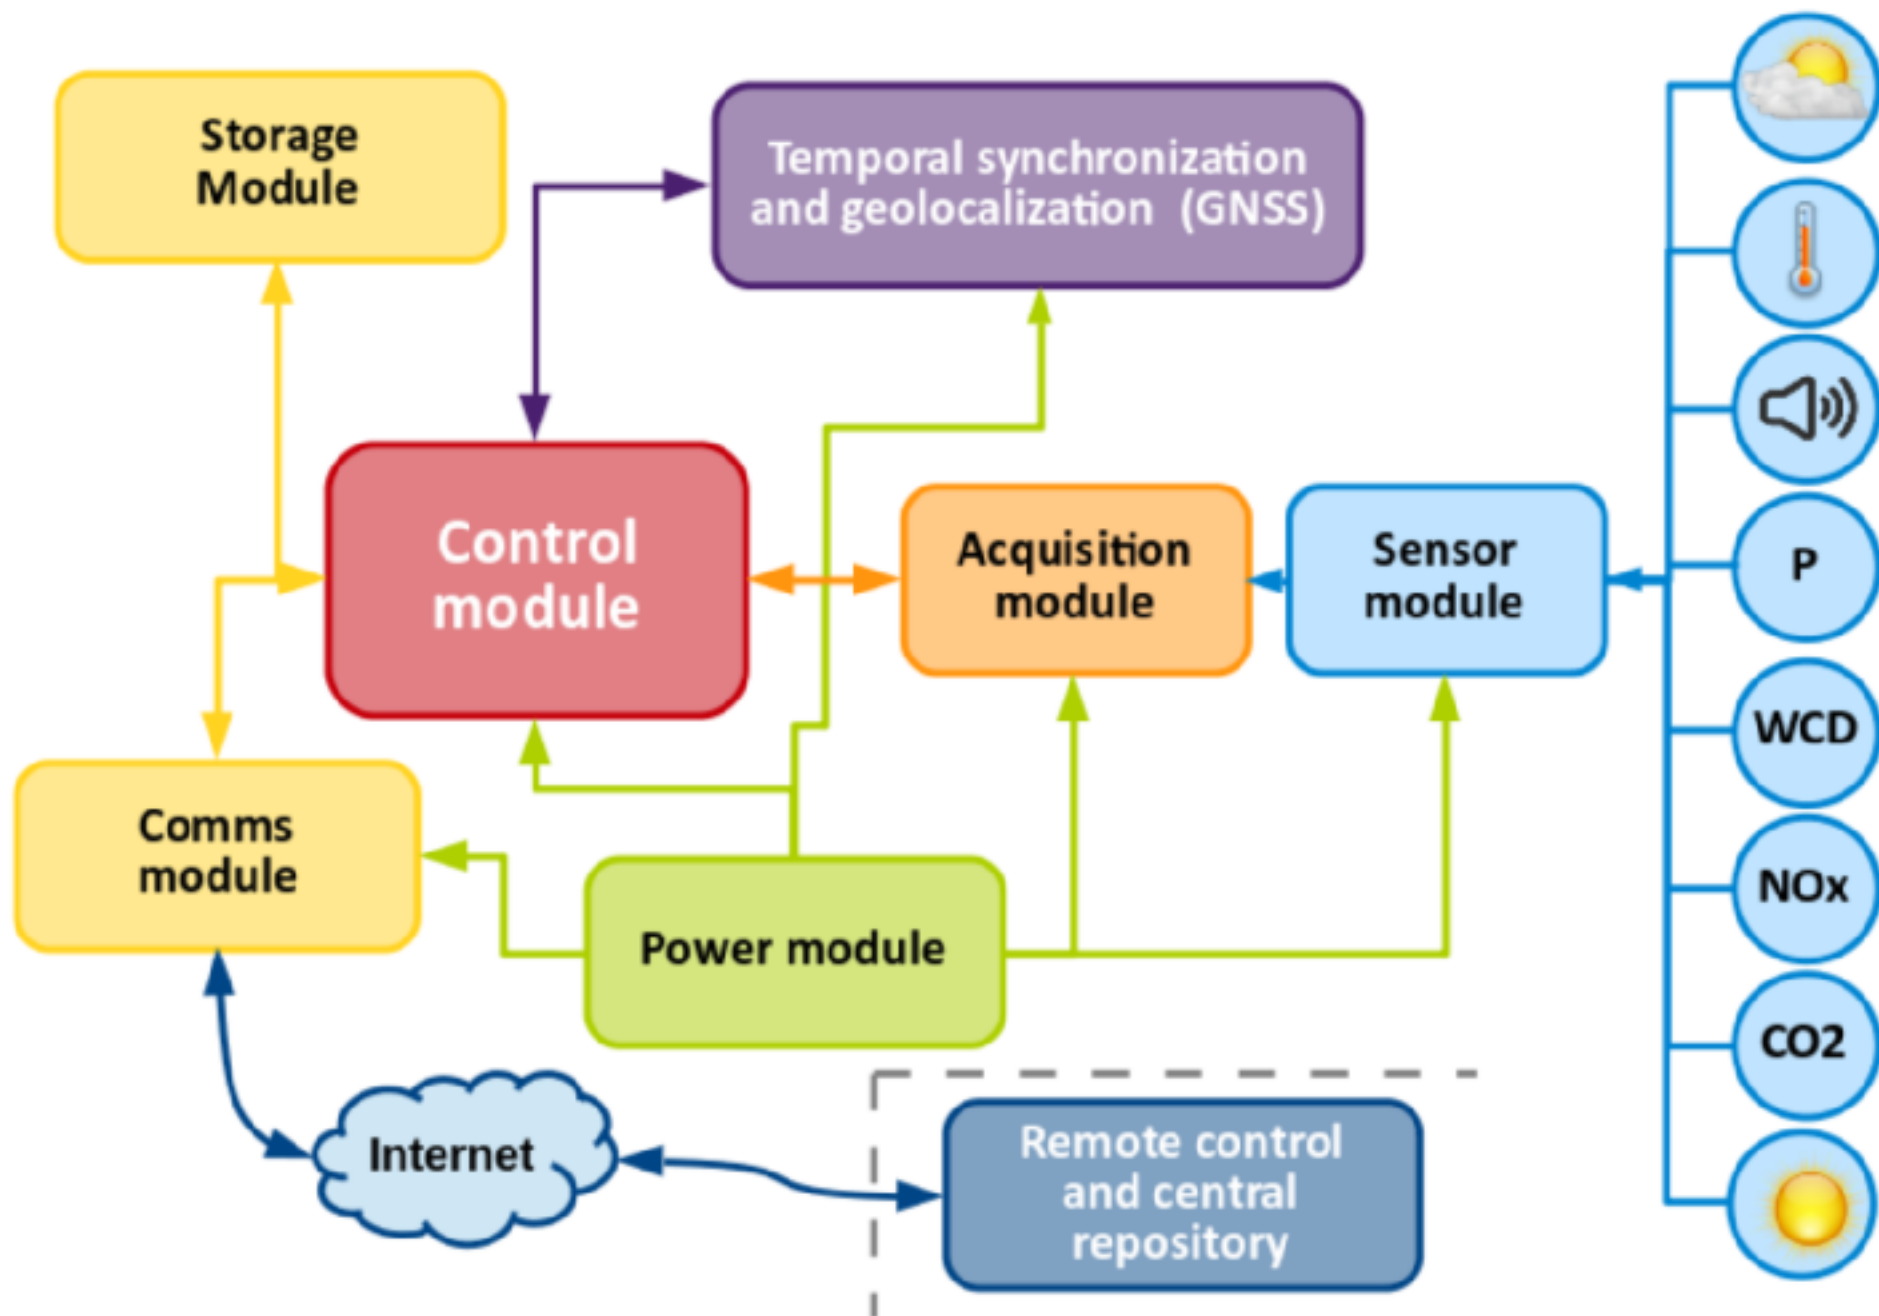 Storage
Module
Temporal synchronization
and geolocalization (GNSS)
Control
module
Acquisition
module
Sensor
module
P
WCD
NOx
CO2
Comms
module
Power module
Internet
Remote control
and central
repository